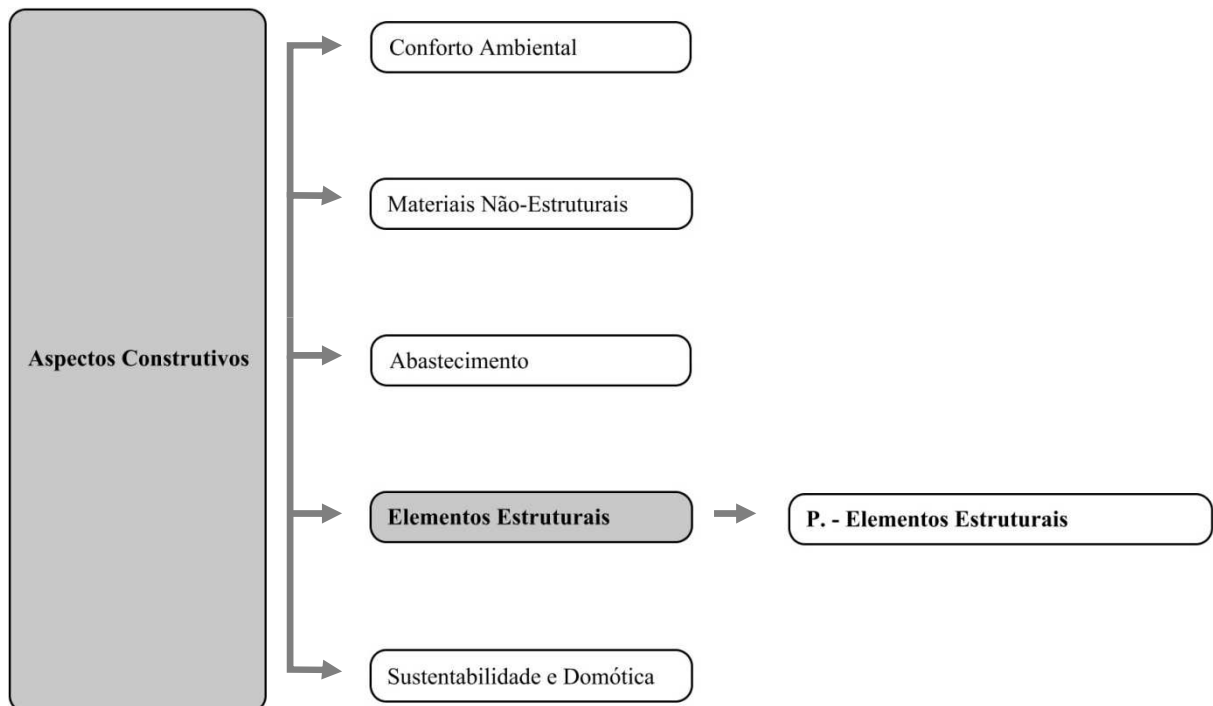 Aspectos Construtivos
Conforto Ambiental
Materiais Não-Estruturais
Abastecimento
Elementos Estruturais
P. - Elementos Estruturais
Sustentabilidade e Domótica